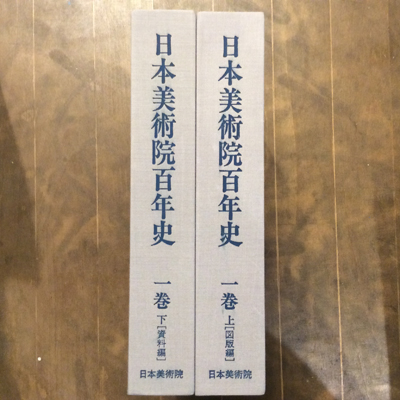 日本美術院百年史
一巻
上[図版編]
日本美術院
日本美術院百年史
一巻
下[資料編]
日本美術院